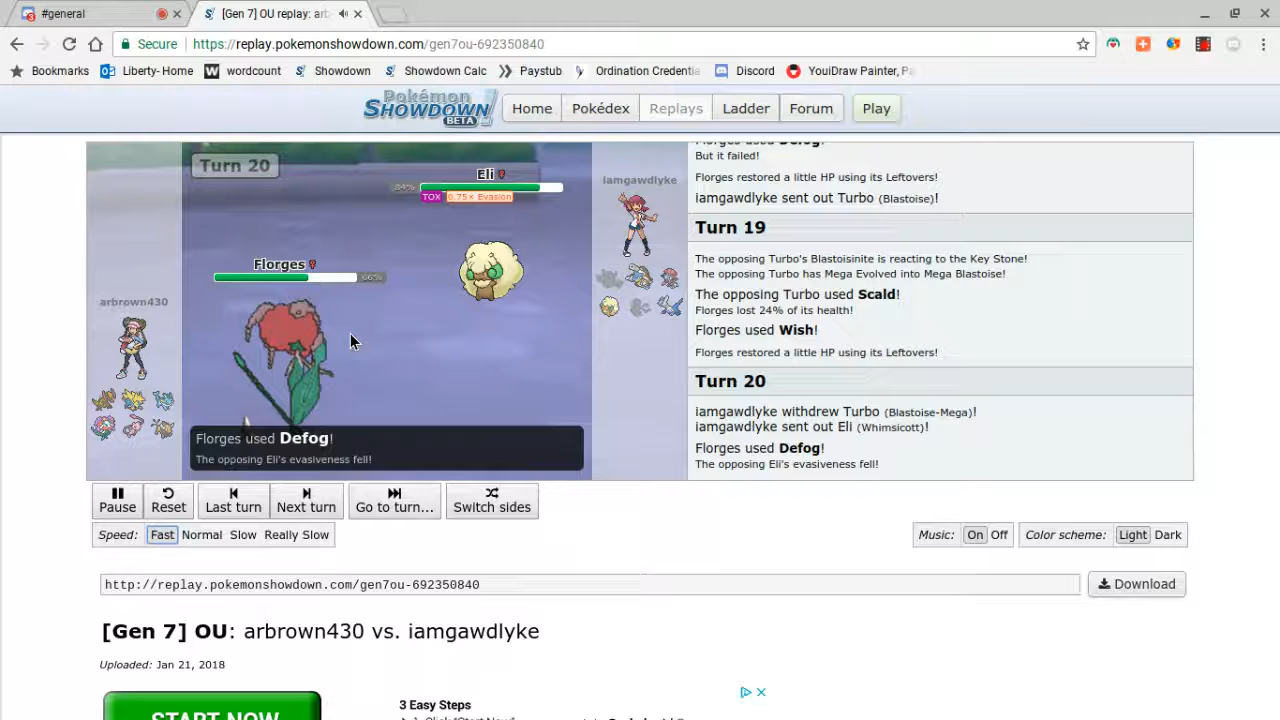 #general
[Gen 7] OU replay: arb
Secure
https://replay.pokemonshowdown.com/gen7ou-692350840
Bookmarks
Liberty- Home
wordcount
Showdown
Showdown Calc
Paystub
Ordination Credentia
Discord
YouiDraw Painter, Pa
Pokémon
SHOWDOWN!
BETA
Home
Pokédex
Replays
Ladder
Forum
Play
Turn 20
Eli
84%
TOX
0.75× Evasion
Florges
66%
arbrown430
iamgawdlyke
Florges used Defog!
The opposing Eli's evasiveness fell!
Florges used Defog!
But it failed!
Florges restored a little HP using its Leftovers!
iamgawdlyke sent out Turbo (Blastoise)!
Turn 19
The opposing Turbo's Blastoisinite is reacting to the Key Stone!
The opposing Turbo has Mega Evolved into Mega Blastoise!
The opposing Turbo used Scald!
Florges lost 24% of its health!
Florges used Wish!
Florges restored a little HP using its Leftovers!
Turn 20
iamgawdlyke withdrew Turbo (Blastoise-Mega)!
iamgawdlyke sent out Eli (Whimsicott)!
Florges used Defog!
The opposing Eli's evasiveness fell!
Pause
Reset
Last turn
Next turn
Go to turn...
Switch sides
Speed: Fast Normal Slow Really Slow
Music: On Off
Color scheme: Light Dark
http://replay.pokemonshowdown.com/gen7ou-692350840
Download
[Gen 7] OU: arbrown430 vs. iamgawdlyke
Uploaded: Jan 21, 2018
START NOW
3 Easy Steps